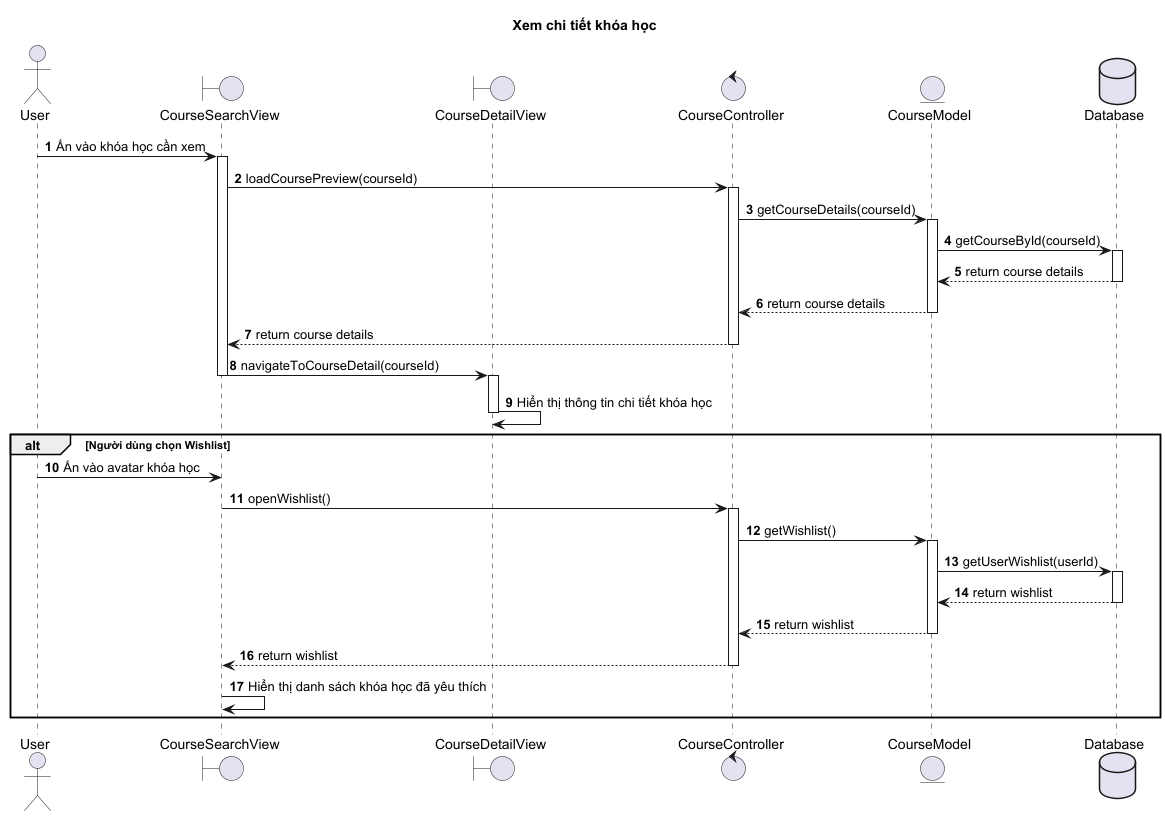 Xem chi tiết khóa học
User
CourseSearchView
CourseDetailView
CourseController
CourseModel
Database
1 Ấn vào khóa học cần xem
2 loadCoursePreview(courseId)
3 getCourseDetails(courseId)
4 getCourseById(courseId)
5 return course details
6 return course details
7 return course details
8 navigateToCourseDetail(courseId)
9 Hiển thị thông tin chi tiết khóa học
alt [Người dùng chọn Wishlist]
10 Ấn vào avatar khóa học
11 openWishlist()
12 getWishlist()
13 getUserWishlist(userId)
14 return wishlist
15 return wishlist
16 return wishlist
17 Hiển thị danh sách khóa học đã yêu thích
User
CourseSearchView
CourseDetailView
CourseController
CourseModel
Database